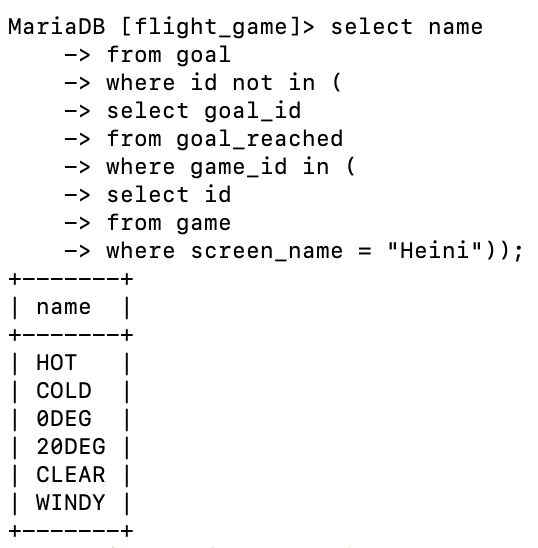 MariaDB [flight_game]> select name
    -> from goal
    -> where id not in (
    -> select goal_id
    -> from goal_reached
    -> where game_id in (
    -> select id
    -> from game
    -> where screen_name = "Heini"));
+-------+
| name  |
+-------+
| HOT   |
| COLD  |
| 0DEG  |
| 20DEG |
| CLEAR |
| WINDY |
+-------+